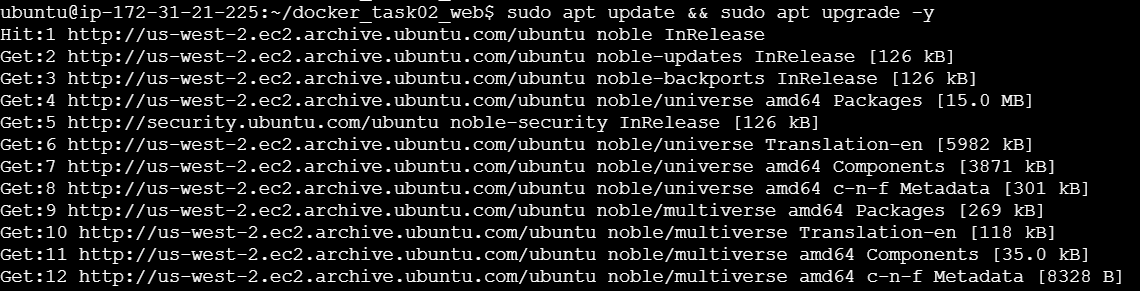 ubuntu@ip-172-31-21-225:~/docker_task02_web$ sudo apt update && sudo apt upgrade -y
Hit:1 http://us-west-2.ec2.archive.ubuntu.com/ubuntu noble InRelease
Get:2 http://us-west-2.ec2.archive.ubuntu.com/ubuntu noble-updates InRelease [126 kB]
Get:3 http://us-west-2.ec2.archive.ubuntu.com/ubuntu noble-backports InRelease [126 kB]
Get:4 http://us-west-2.ec2.archive.ubuntu.com/ubuntu noble/universe amd64 Packages [15.0 MB]
Get:5 http://security.ubuntu.com/ubuntu noble-security InRelease [126 kB]
Get:6 http://us-west-2.ec2.archive.ubuntu.com/ubuntu noble/universe Translation-en [5982 kB]
Get:7 http://us-west-2.ec2.archive.ubuntu.com/ubuntu noble/universe amd64 Components [3871 kB]
Get:8 http://us-west-2.ec2.archive.ubuntu.com/ubuntu noble/universe amd64 c-n-f Metadata [301 kB]
Get:9 http://us-west-2.ec2.archive.ubuntu.com/ubuntu noble/multiverse amd64 Packages [269 kB]
Get:10 http://us-west-2.ec2.archive.ubuntu.com/ubuntu noble/multiverse Translation-en [118 kB]
Get:11 http://us-west-2.ec2.archive.ubuntu.com/ubuntu noble/multiverse amd64 Components [35.0 kB]
Get:12 http://us-west-2.ec2.archive.ubuntu.com/ubuntu noble/multiverse amd64 c-n-f Metadata [8328 B]